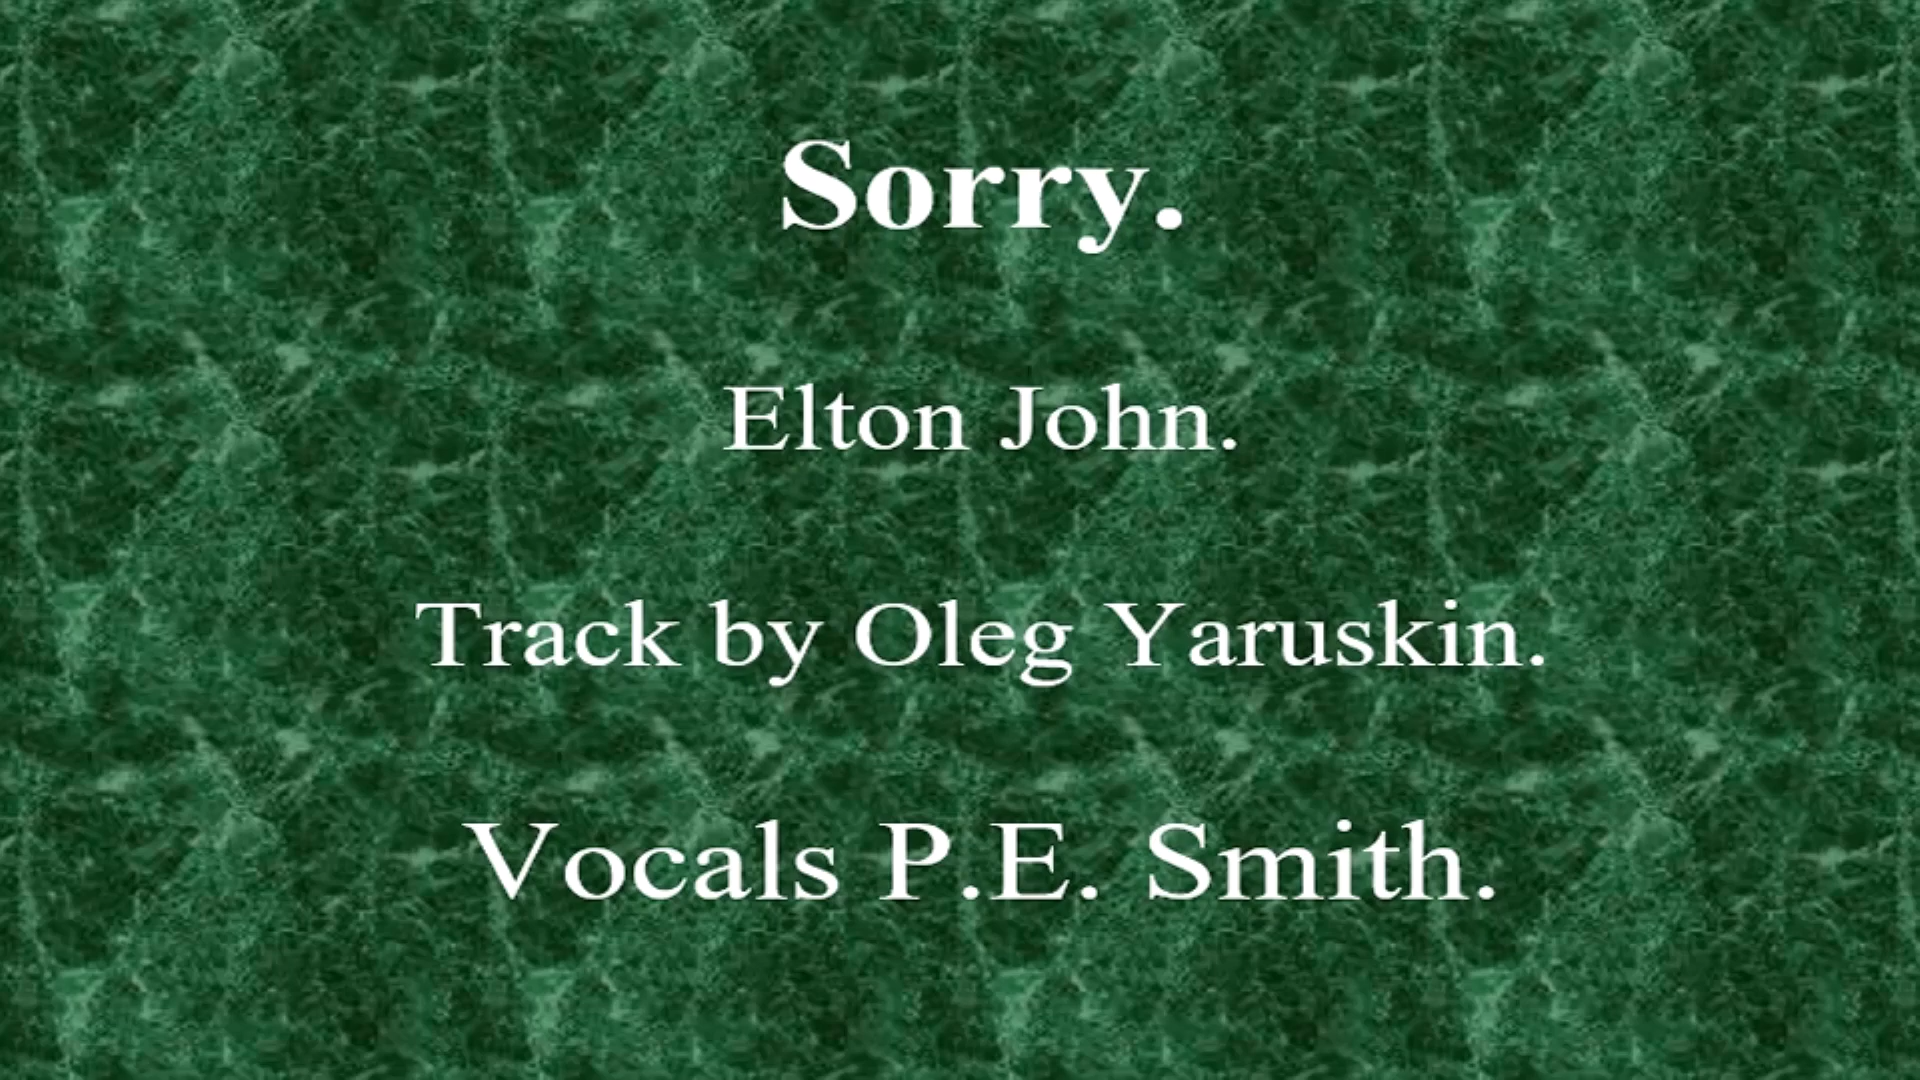 Sorry.
Elton John.
Track by Oleg Yaruskin.
Vocals P.E. Smith.